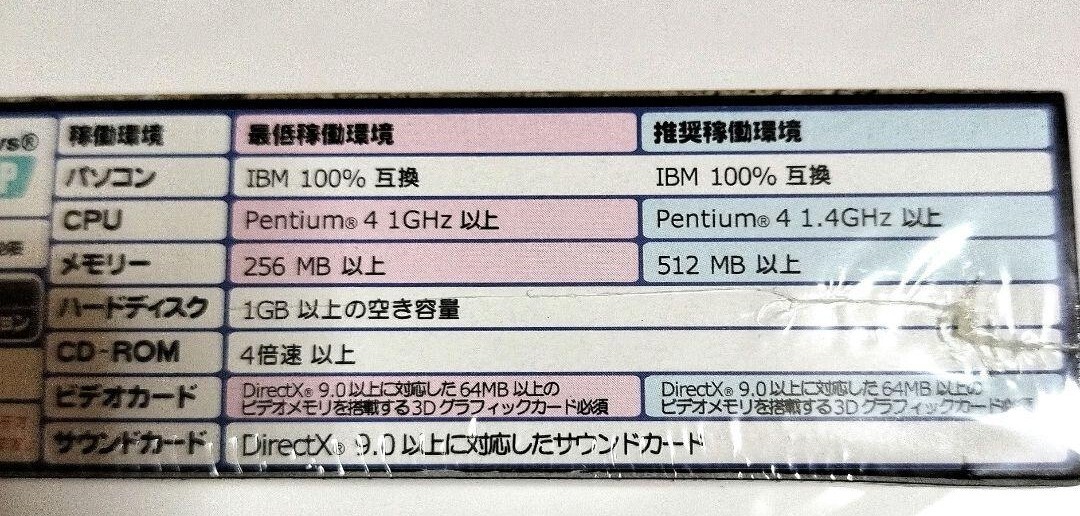 ws®
P
稼働環境 最低稼働環境 推奨稼働環境
パソコン IBM 100% 互換 IBM 100% 互換
CPU Pentium® 4 1GHz 以上 Pentium® 4 1.4GHz 以上
メモリー 256 MB 以上 512 MB 以上
ハードディスク 1GB 以上の空き容量
ョン
CD-ROM 4倍速 以上
ビデオカード
DirectX® 9.0以上に対応した 64MB 以上の
ビデオメモリを搭載する3Dグラフィックカード必須
DirectX® 9.0以上に対応した 64MB 以上の
ビデオメモリを搭載する3Dグラフィックカード必須
サウンドカード DirectX® 9.0以上に対応したサウンドカード